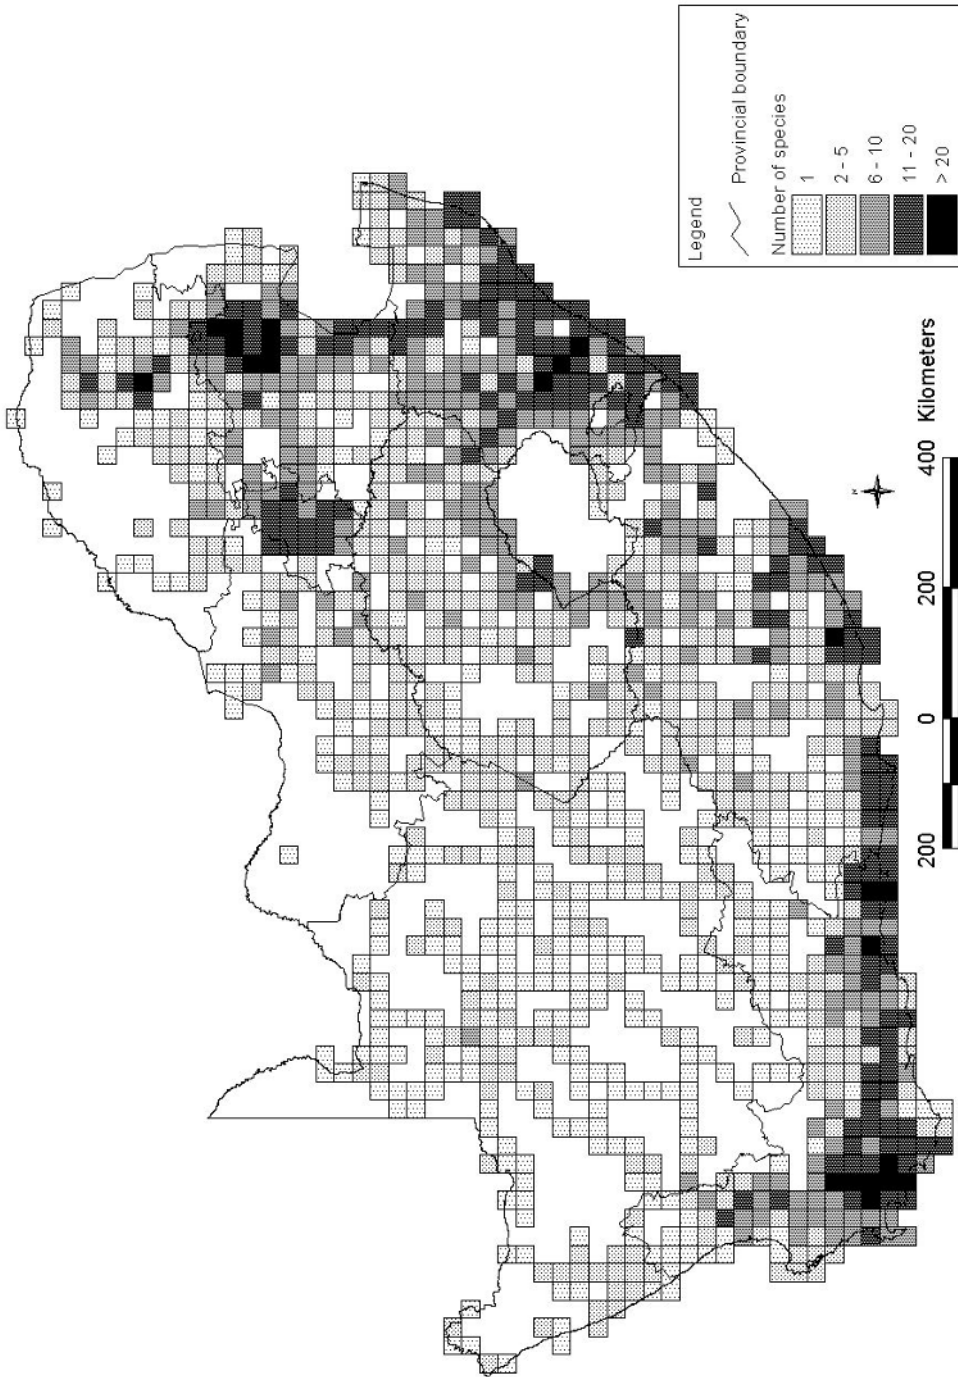 Legend
Provincial boundary
Number of species
1
2 - 5
6 - 10
11 - 20
> 20
N
200 0 200 400 Kilometers